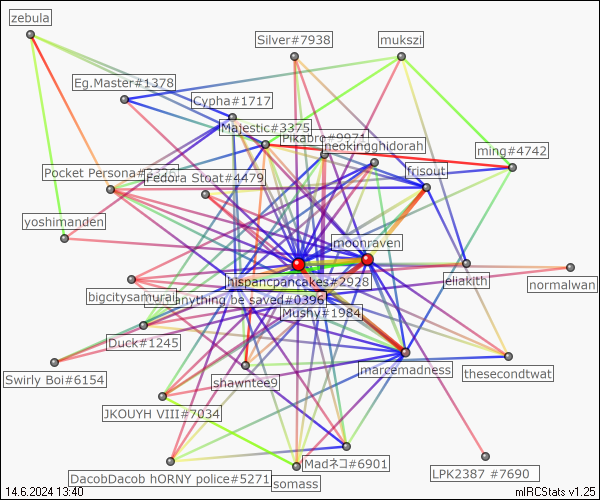 zebula
Silver#7938
mukszi
Eg.Master#1378
Cypha#1717
Majestic#3375
neokingghidorah
ming#4742
Pocket Persona#
Fedora Stoat#4479
frisout
yoshimanden
moonraven
hispancpancakes#2928
eliakith
normalwan
bigcitysamurai
anything be saved#0396
Mushy#1984
Duck#1245
marcemadness
thesecondtwat
Swirly Boi#6154
shawntee9
JKOUYH VIII#7034
Madネコ#6901
DacobDacob hORNY police#5271
somass
LPK2387 #7690
14.6.2024 13:40
mIRCStats v1.25